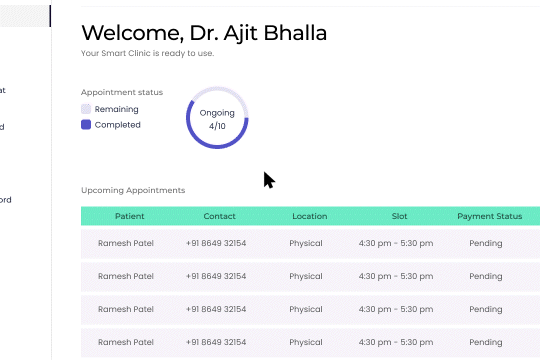 Welcome, Dr. Ajit Bhalla
Your Smart Clinic is ready to use.
at
Appointment status
Remaining
Completed
Ongoing
4/10
d
Upcoming Appointments
ord
Patient Contact Location Slot Payment Status
Ramesh Patel +91 8649 32154 Physical 4:30 pm - 5:30 pm Pending
Ramesh Patel +91 8649 32154 Physical 4:30 pm - 5:30 pm Pending
Ramesh Patel +91 8649 32154 Physical 4:30 pm - 5:30 pm Pending
Ramesh Patel +91 8649 32154 Physical 4:30 pm - 5:30 pm Pending